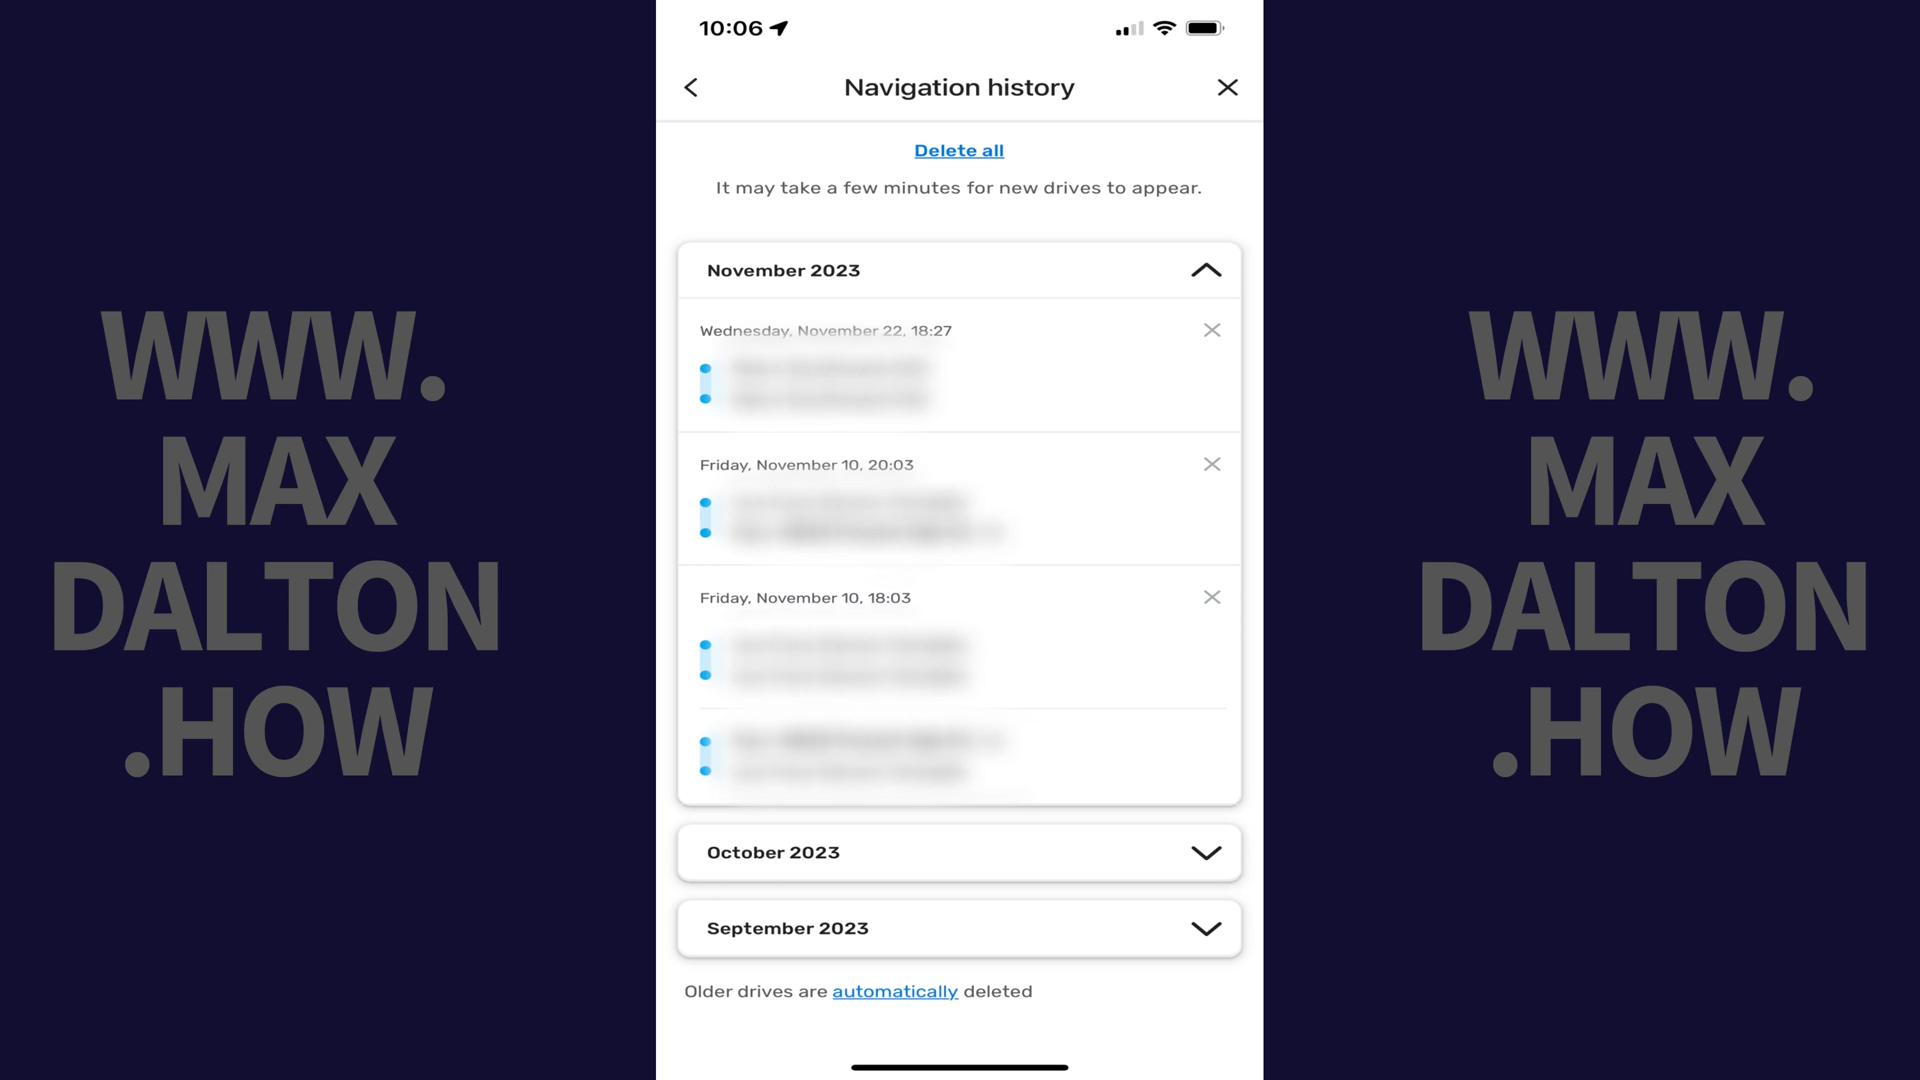 WWW.
MAX
DALTON
.HOW
10:06
Navigation history
Delete all
It may take a few minutes for new drives to appear.
November 2023
Wednesday, November 22, 18:27
Friday, November 10, 20:03
Friday, November 10, 18:03
October 2023
September 2023
Older drives are automatically deleted
WWW.
MAX
DALTON
.HOW